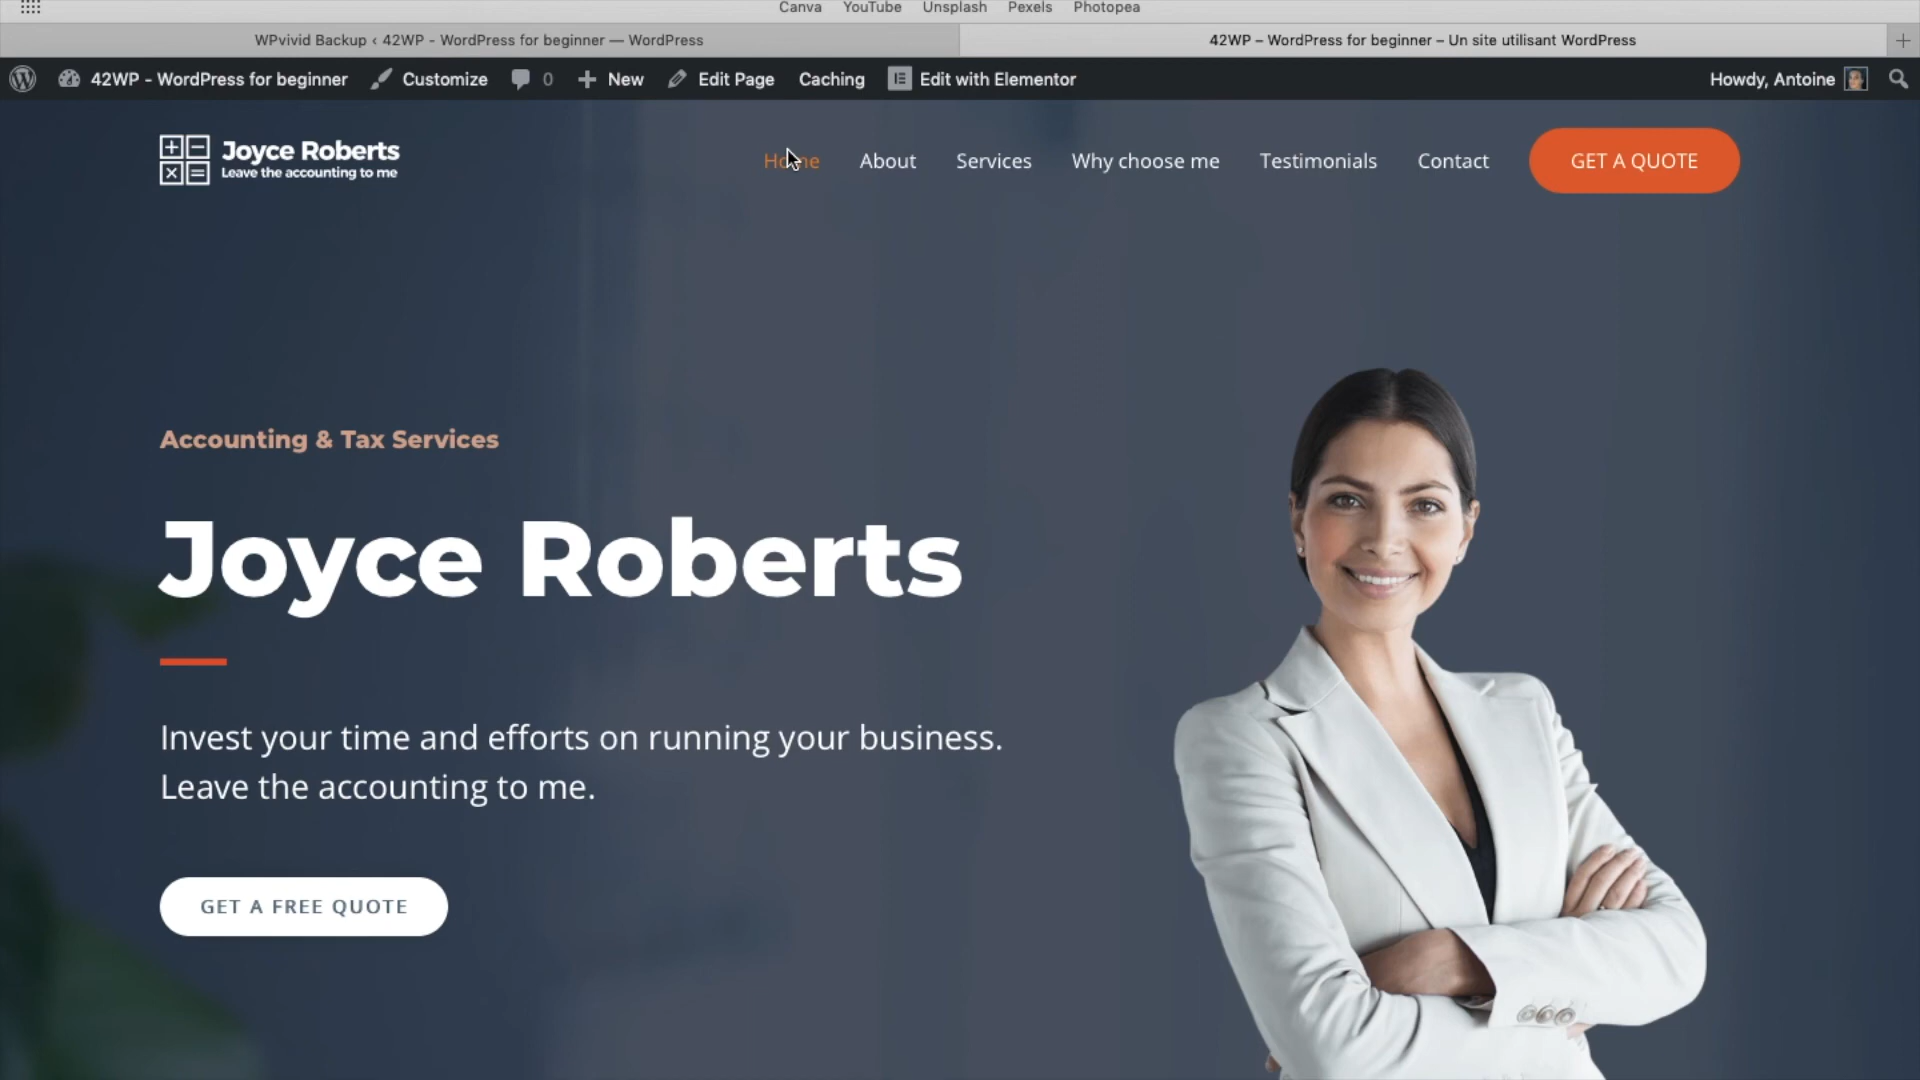 Canva YouTube Unsplash Pexels Photopea
WPvivid Backup ‹ 42WP - WordPress for beginner — WordPress
42WP – WordPress for beginner – Un site utilisant WordPress
42WP - WordPress for beginner Customize 0 New Edit Page Caching Edit with Elementor Howdy, Antoine
Joyce Roberts
Leave the accounting to me
Home About Services Why choose me Testimonials Contact GET A QUOTE
Accounting & Tax Services
Joyce Roberts
Invest your time and efforts on running your business.
Leave the accounting to me.
GET A FREE QUOTE